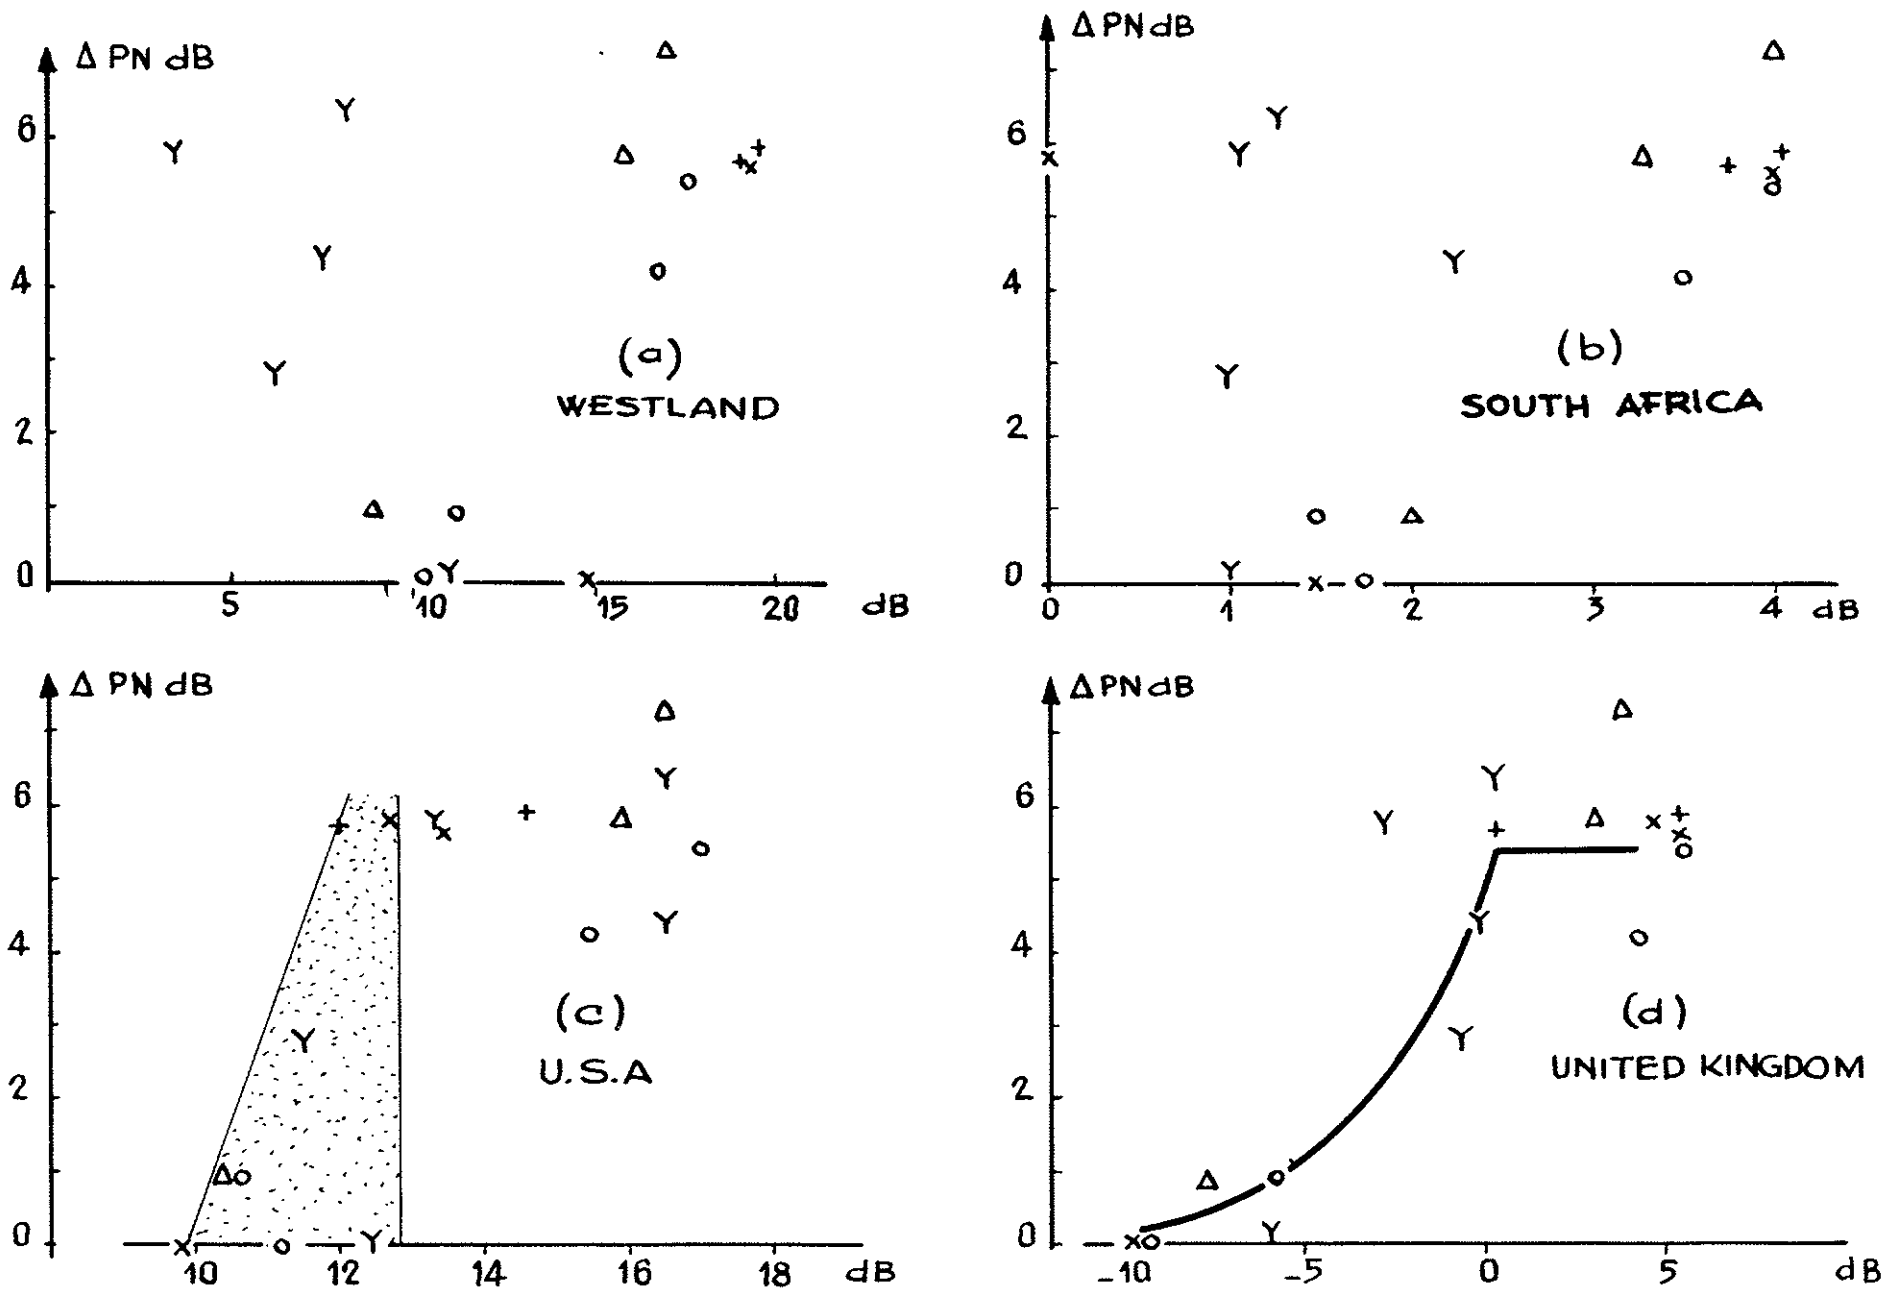 Δ PN dB
6
4
2
0
5 10 15 20 dB
(a)
WESTLAND
Δ PN dB
6
4
2
0
0 1 2 3 4 dB
(b)
SOUTH AFRICA
Δ PN dB
6
4
2
0
10 12 14 16 18 dB
(c)
U.S.A
Δ PN dB
6
4
2
0
-10 -5 0 5 dB
(d)
UNITED KINGDOM